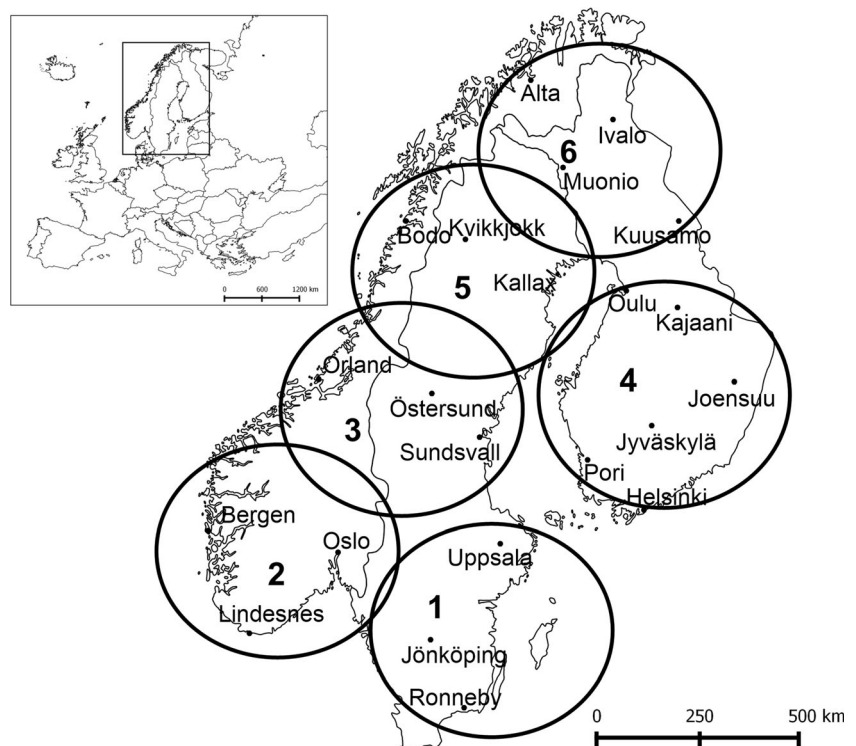 Alta
Ivalo
6
Muonio
Bodo
Kvikkjokk
Kuusamo
5
Kallax
0 600 1200 km
Oulu
Kajaani
Orland
4
Östersund
Joensuu
3
Sundsvall
Jyväskylä
Pori
Helsinki
Bergen
Oslo
Uppsala
2
1
Lindesnes
Jönköping
Ronneby
0 250 500 km